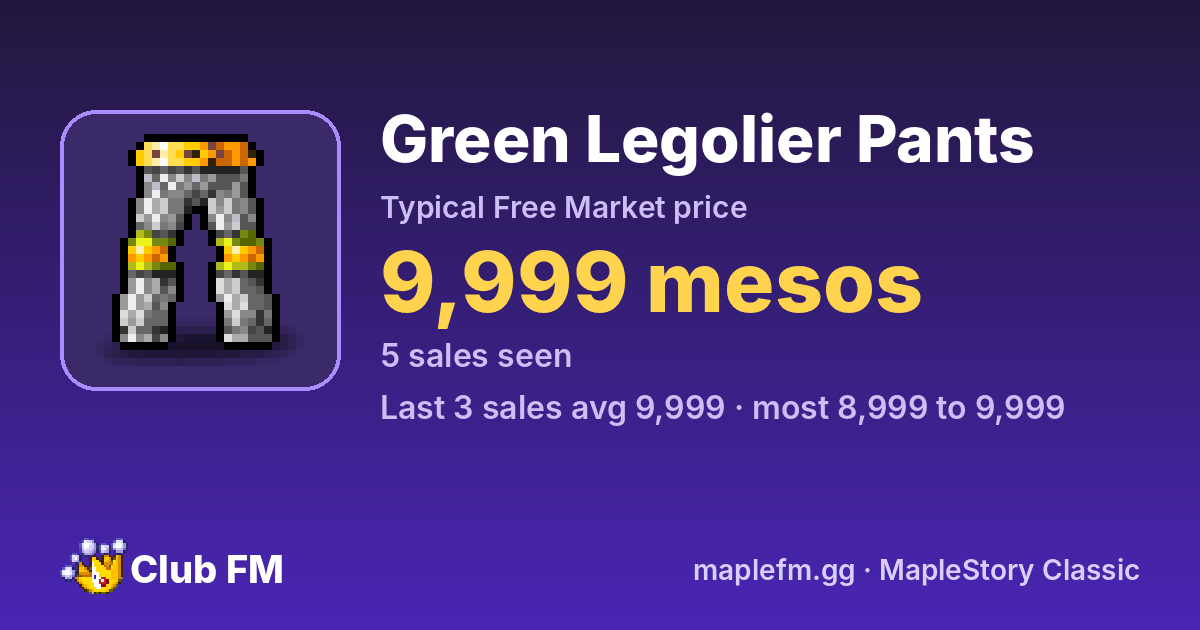 Green Legolier Pants
Typical Free Market price
9,999 mesos
5 sales seen
Last 3 sales avg 9,999 · most 8,999 to 9,999
Club FM
maplefm.gg · MapleStory Classic